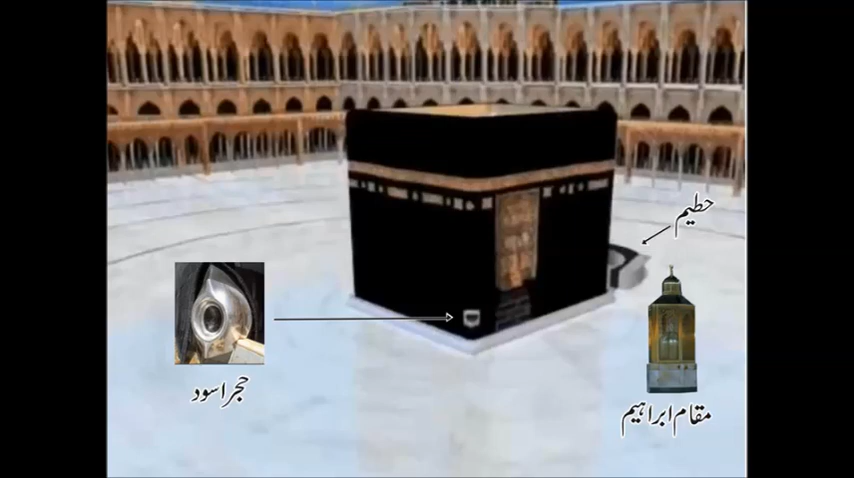 حطیم
حجر اسود
مقام ابراہیم